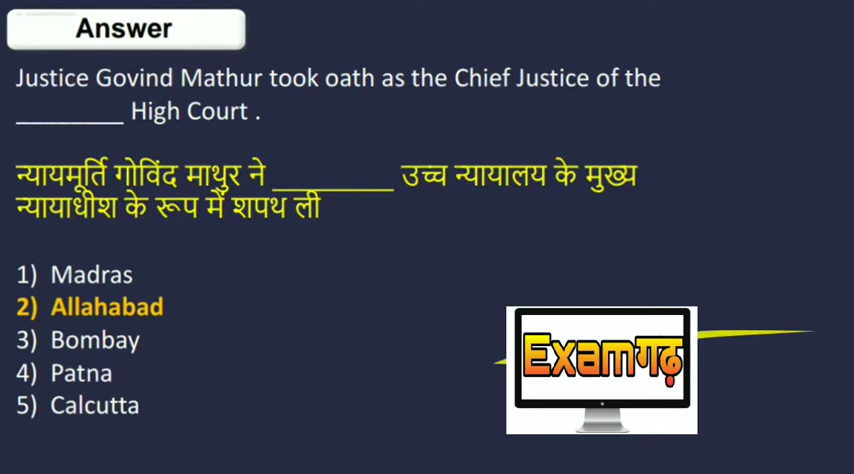 Answer
Justice Govind Mathur took oath as the Chief Justice of the
________ High Court .
न्यायमूर्ति गोविंद माथुर ने _________ उच्च न्यायालय के मुख्य
न्यायाधीश के रूप में शपथ ली
1) Madras
2) Allahabad
3) Bombay
4) Patna
5) Calcutta
Examगढ़